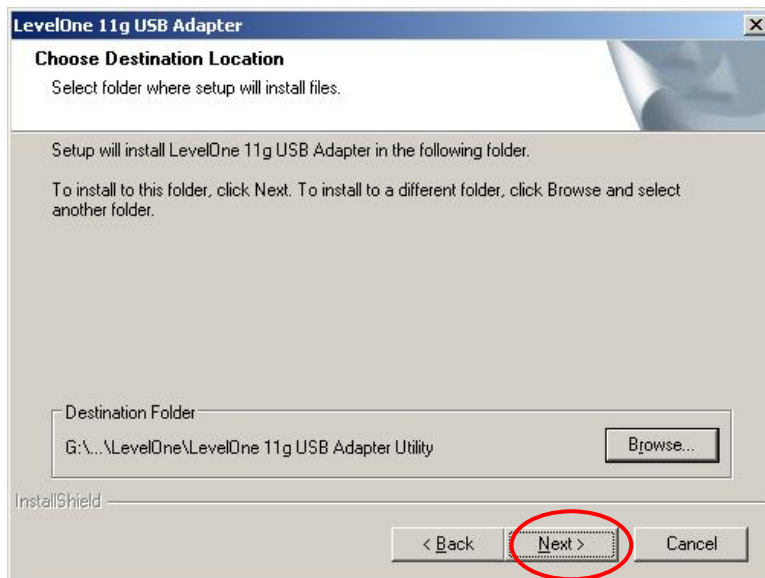 LevelOne 11g USB Adapter
Choose Destination Location
Select folder where setup will install files.
Setup will install LevelOne 11g USB Adapter in the following folder.
To install to this folder, click Next. To install to a different folder, click Browse and select
another folder.
Destination Folder
G:\...\LevelOne\LevelOne 11g USB Adapter Utility
Browse...
InstallShield
< Back
Next >
Cancel